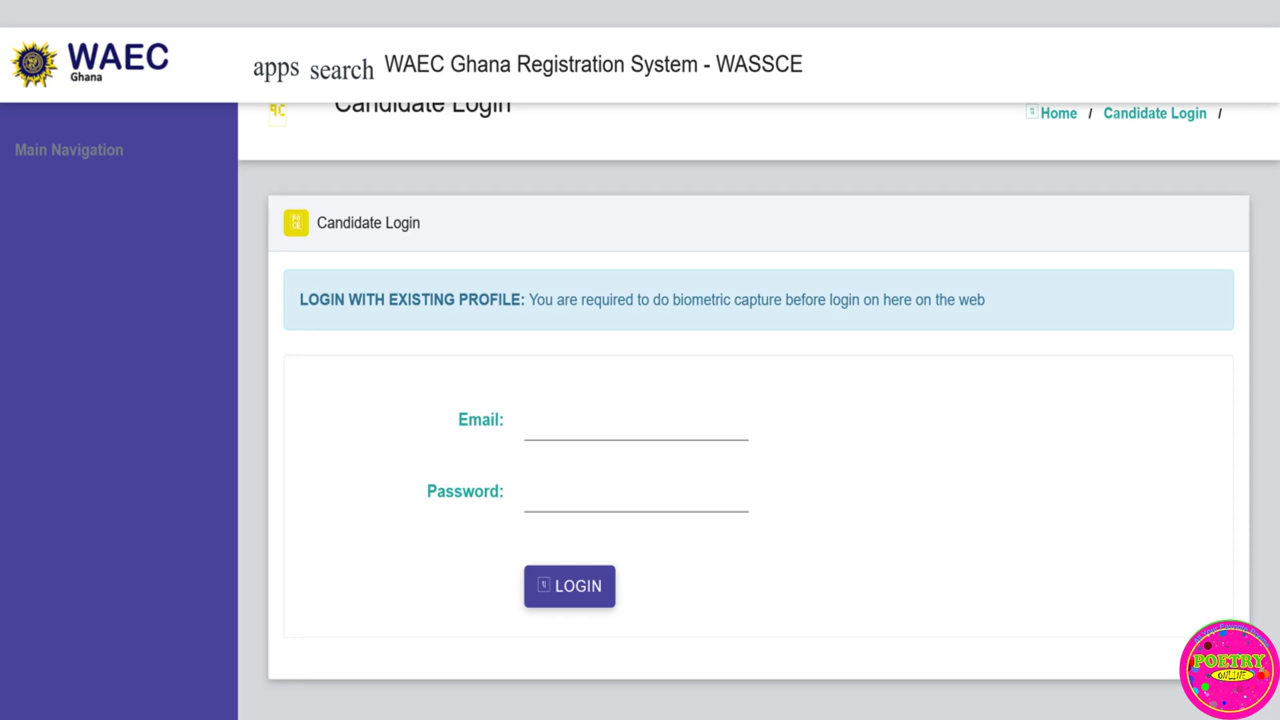 WAEC
Ghana
apps search WAEC Ghana Registration System - WASSCE
Candidate Login
Home / Candidate Login /
Main Navigation
Candidate Login
LOGIN WITH EXISTING PROFILE: You are required to do biometric capture before login on here on the web
Email:
Password:
LOGIN
POETRY
ONLINE